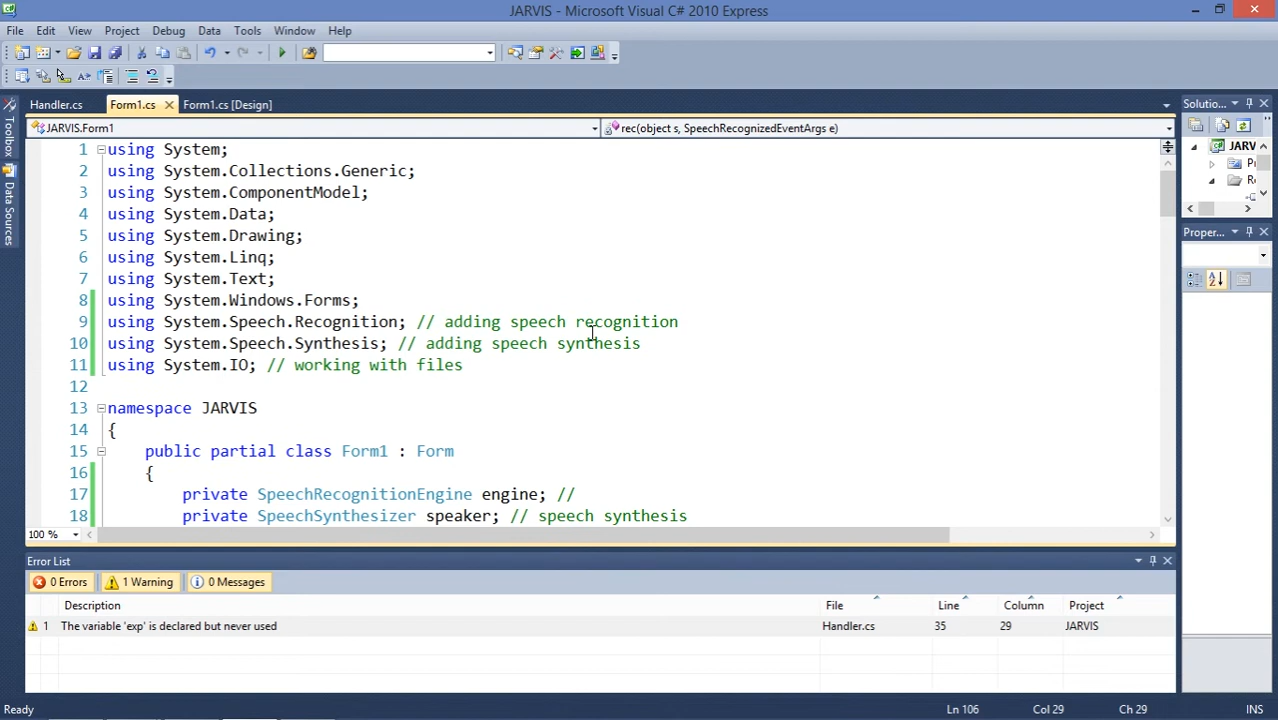 JARVIS - Microsoft Visual C# 2010 Express
File Edit View Project Debug Data Tools Window Help
Handler.cs Form1.cs Form1.cs [Design]
Solutio...
JARVIS.Form1
rec(object s, SpeechRecognizedEventArgs e)
Toolbox
Data Sources
JARV
1 using System;
2 using System.Collections.Generic;
3 using System.ComponentModel;
4 using System.Data;
5 using System.Drawing;
6 using System.Linq;
7 using System.Text;
8 using System.Windows.Forms;
9 using System.Speech.Recognition; // adding speech recognition
10 using System.Speech.Synthesis; // adding speech synthesis
11 using System.IO; // working with files
12
13 namespace JARVIS
14 {
15 public partial class Form1 : Form
16 {
17 private SpeechRecognitionEngine engine; //
18 private SpeechSynthesizer speaker; // speech synthesis
Proper...
100 %
Error List
0 Errors 1 Warning 0 Messages
Description File Line Column Project
1 The variable 'exp' is declared but never used Handler.cs 35 29 JARVIS
Ready Ln 106 Col 29 Ch 29 INS